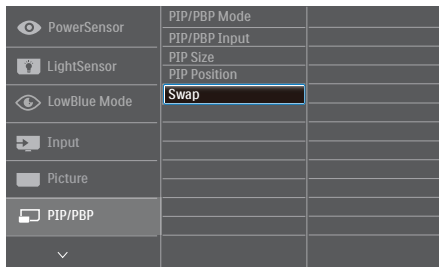 PowerSensor
LightSensor
LowBlue Mode
Input
Picture
PIP/PBP
PIP/PBP Mode
PIP/PBP Input
PIP Size
PIP Position
Swap